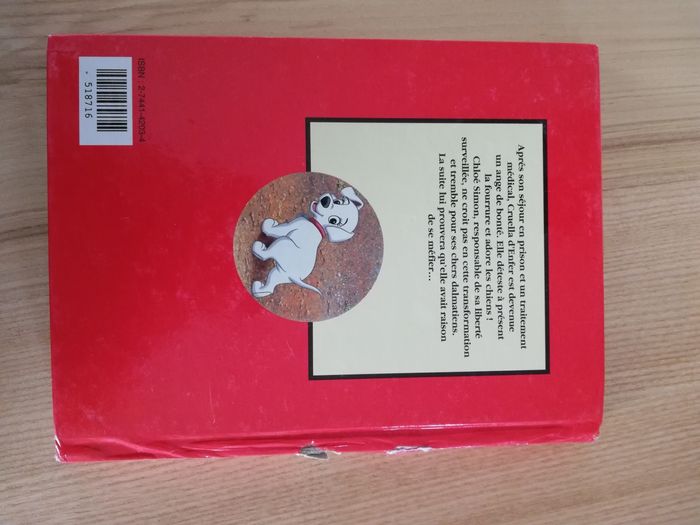 Aprés son séjour en prison et un traitement
médical, Cruella d'Enfer est devenue
un ange de bonté. Elle déteste à présent
la fourrure et adore les chiens !
Chloé Simon, responsable de sa liberté
surveillée, ne croit pas en cette transformation
et tremble pour ses chers dalmatiens.
La suite lui prouvera qu'elle avait raison
de se méfier...
ISBN : 2-7441-4203-4
518716